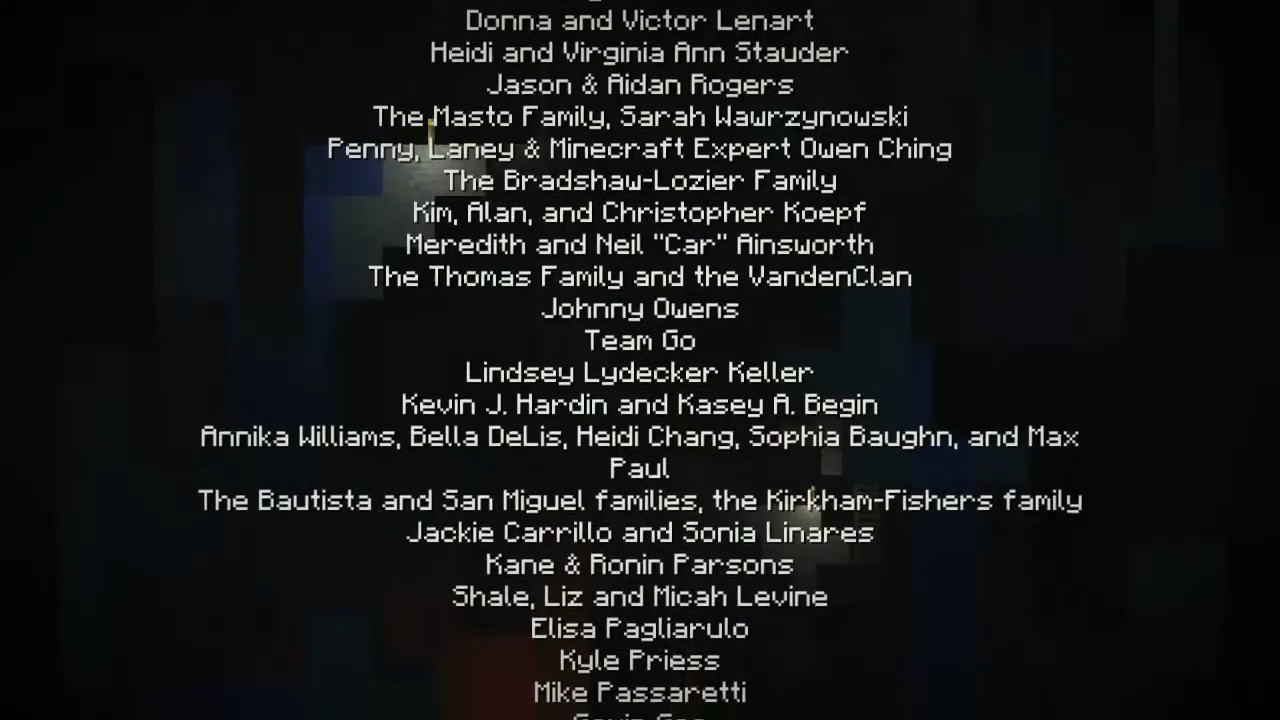 Donna and Victor Lenart
Heidi and Virginia Ann Stauder
Jason & Aidan Rogers
The Masto Family, Sarah Wawrzynowski
Penny, Laney & Minecraft Expert Owen Ching
The Bradshaw-Lozier Family
Kim, Alan, and Christopher Koepf
Meredith and Neil "Car" Ainsworth
The Thomas Family and the VandenClan
Johnny Owens
Team Go
Lindsey Lydecker Keller
Kevin J. Hardin and Kasey A. Begin
Annika Williams, Bella DeLis, Heidi Chang, Sophia Baughn, and Max
Paul
The Bautista and San Miguel families, the Kirkham-Fishers family
Jackie Carrillo and Sonia Linares
Kane & Ronin Parsons
Shale, Liz and Micah Levine
Elisa Pagliarulo
Kyle Priess
Mike Passaretti